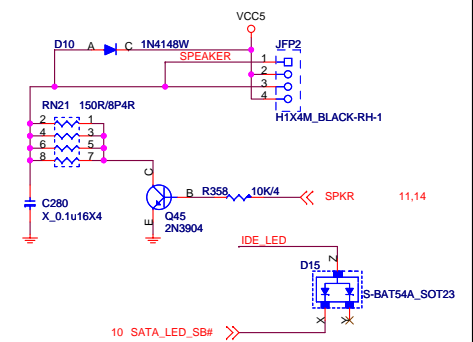 VCC5
D10 A C 1N4148W JFP2
SPEAKER
1
2
3
4
H1X4M_BLACK-RH-1
RN21 150R/8P4R
2 1
4 3
6 5
8 7
C
R358 10K/4
B SPKR 11,14
C280
X_0.1u16X4
E
Q45
2N3904
IDE_LED
Z
D15
S-BAT54A_SOT23
X Y
10 SATA_LED_SB#